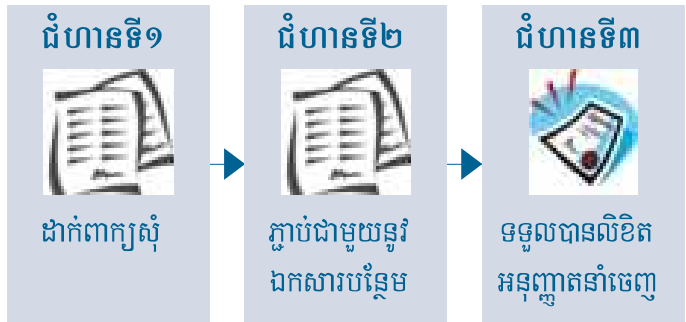 ជំហានទី១
ដាក់ពាក្យសុំ
ជំហានទី២
ភ្ជាប់ជាមួយនូវ
ឯកសារបន្ថែម
ជំហានទី៣
ទទួលបានលិខិត
អនុញ្ញាតនាំចេញ